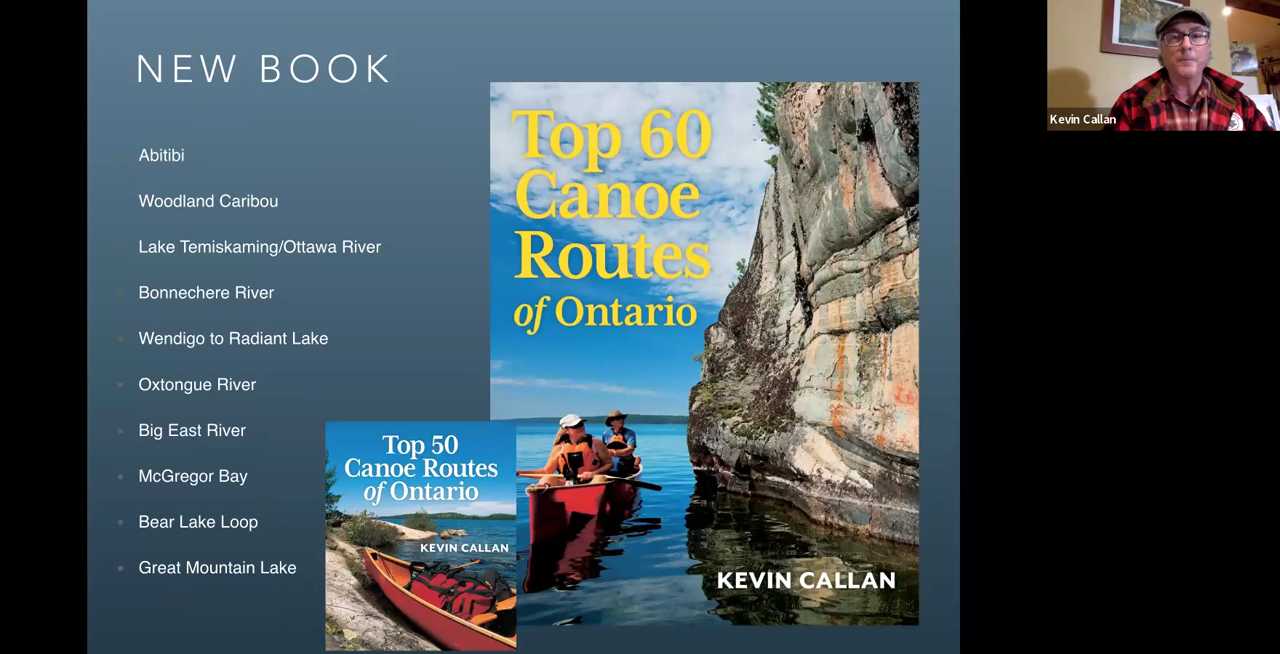 NEW BOOK
Abitibi
Woodland Caribou
Lake Temiskaming/Ottawa River
Bonnechere River
Wendigo to Radiant Lake
Oxtongue River
Big East River
McGregor Bay
Bear Lake Loop
Great Mountain Lake
Top 50
Canoe Routes
of Ontario
KEVIN CALLAN
Top 60
Canoe
Routes
of Ontario
KEVIN CALLAN
Kevin Callan